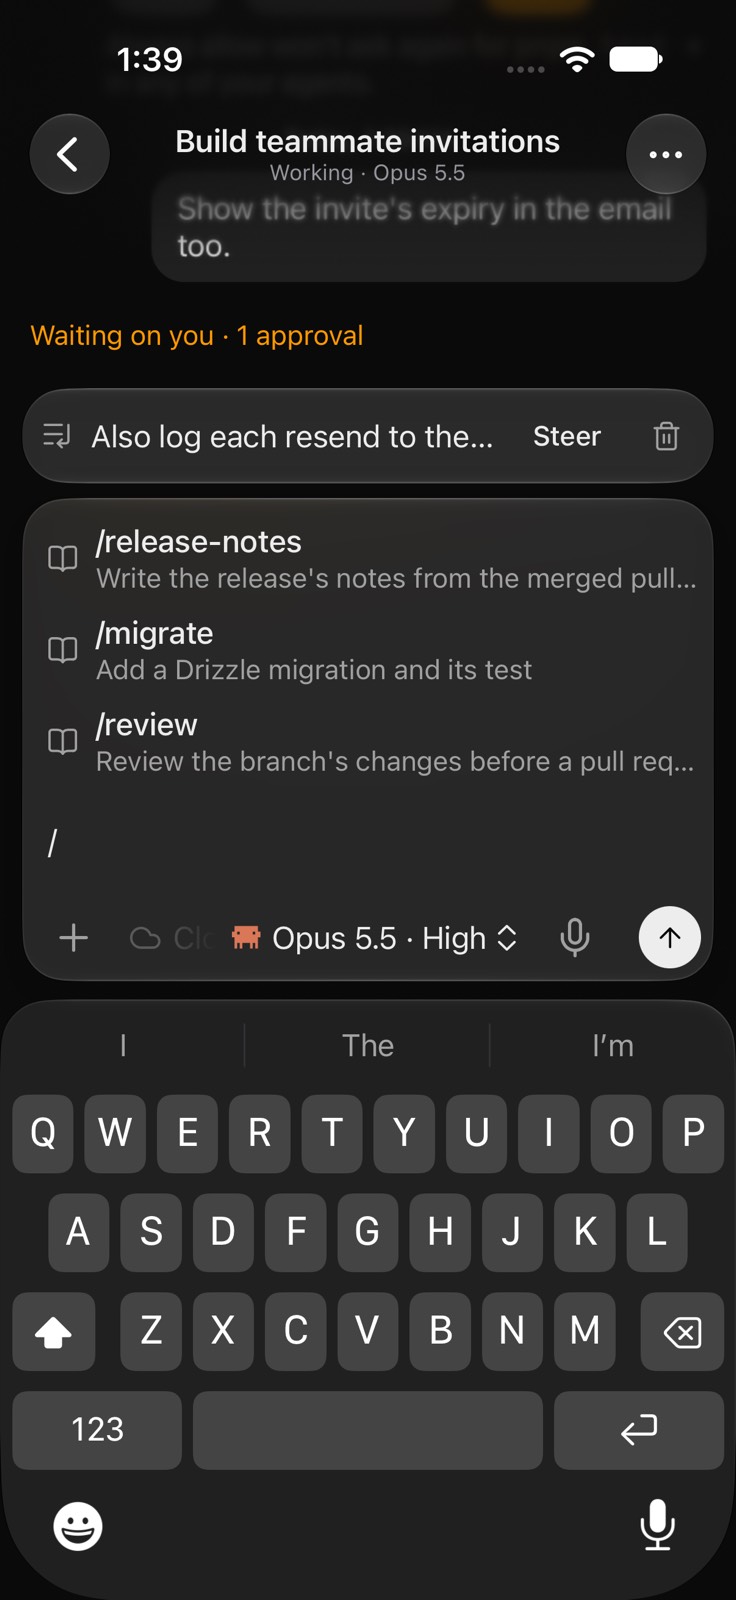 1:39
Build teammate invitations
Working · Opus 5.5
Show the invite's expiry in the email
too.
Waiting on you · 1 approval
Also log each resend to the... Steer
/release-notes
Write the release's notes from the merged pull...
/migrate
Add a Drizzle migration and its test
/review
Review the branch's changes before a pull req...
/
Opus 5.5 · High
I The I'm
Q W E R T Y U I O P
A S D F G H J K L
Z X C V B N M
123